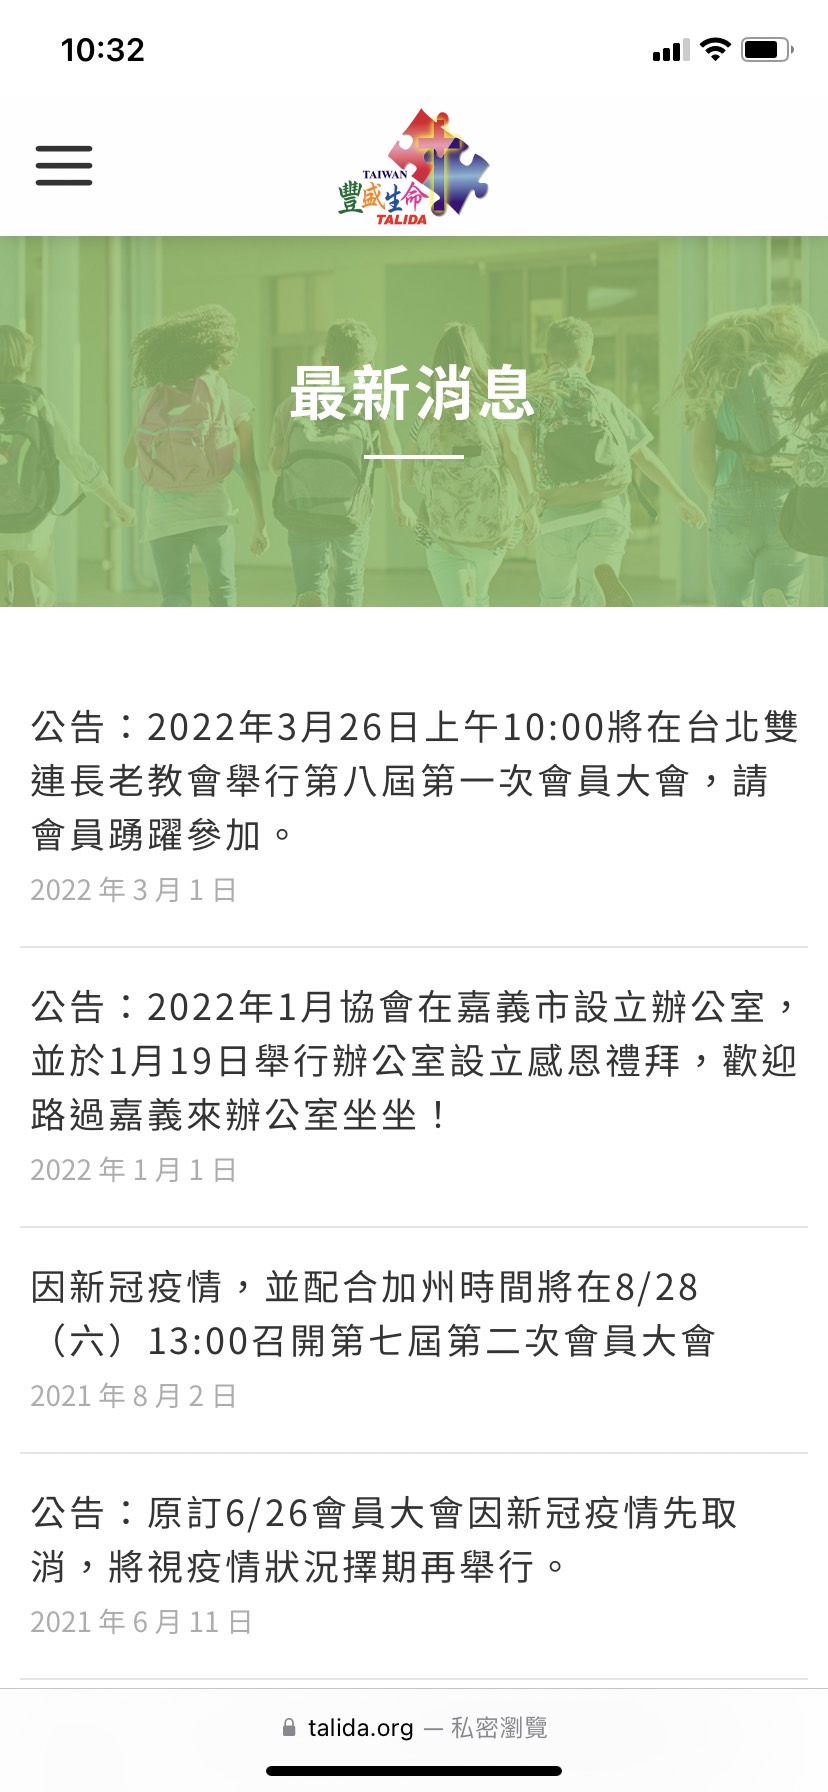 10:32
TAIWAN
豐盛生命
TALIDA
最新消息
公告：2022年3月26日上午10:00將在台北雙
連長老教會舉行第八屆第一次會員大會，請
會員踴躍參加。
2022 年 3 月 1 日
公告：2022年1月協會在嘉義市設立辦公室，
並於1月19日舉行辦公室設立感恩禮拜，歡迎
路過嘉義來辦公室坐坐！
2022 年 1 月 1 日
因新冠疫情，並配合加州時間將在8/28
（六）13:00召開第七屆第二次會員大會
2021 年 8 月 2 日
公告：原訂6/26會員大會因新冠疫情先取
消，將視疫情狀況擇期再舉行。
2021 年 6 月 11 日
talida.org — 私密瀏覽